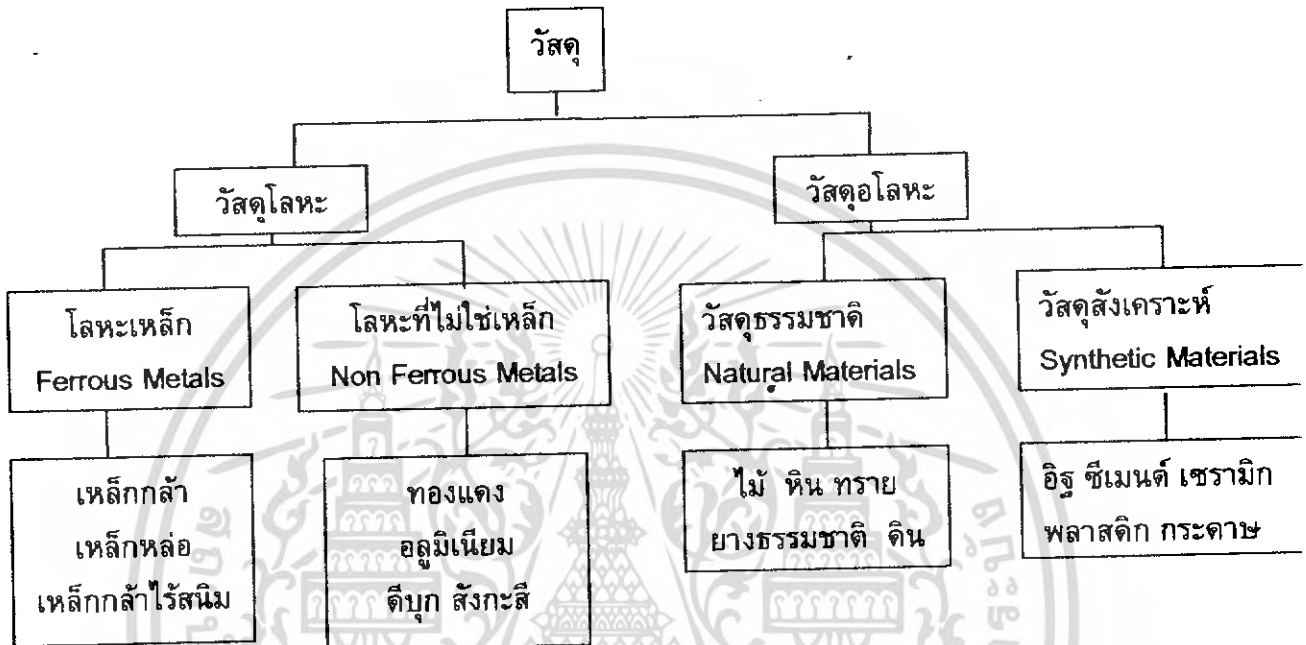 วัสดุ
วัสดุโลหะ
วัสดุอโลหะ
โลหะเหล็ก
Ferrous Metals
โลหะที่ไม่ใช่เหล็ก
Non Ferrous Metals
วัสดุธรรมชาติ
Natural Materials
วัสดุสังเคราะห์
Synthetic Materials
เหล็กกล้า
เหล็กหล่อ
เหล็กกล้าไร้สนิม
ทองแดง
อลูมิเนียม
ดีบุก สังกะสี
ไม้ หิน ทราย
ยางธรรมชาติ ดิน
อิฐ ซีเมนต์ เซรามิก
พลาสติก กระดาษ